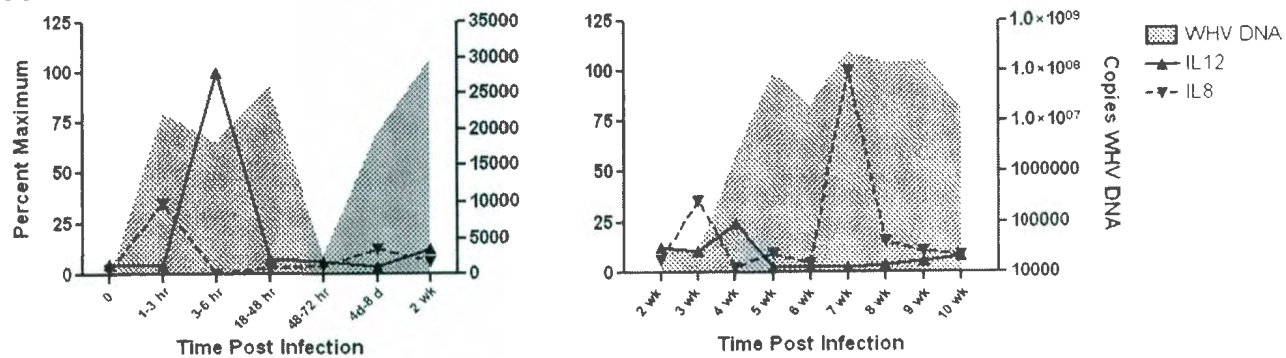 125
100
75
50
25
0
Percent Maximum
35000
30000
25000
20000
15000
10000
5000
0
0
1-3 hr
3-6 hr
18-48 hr
48-72 hr
4d-8 d
2 wk
Time Post Infection
125
100
75
50
25
0
1.0×10⁰⁹
1.0×10⁰⁸
1.0×10⁰⁷
1000000
100000
10000
Copies WHV DNA
2 wk
3 wk
4 wk
5 wk
6 wk
7 wk
8 wk
9 wk
10 wk
Time Post Infection
WHV DNA
IL12
IL8